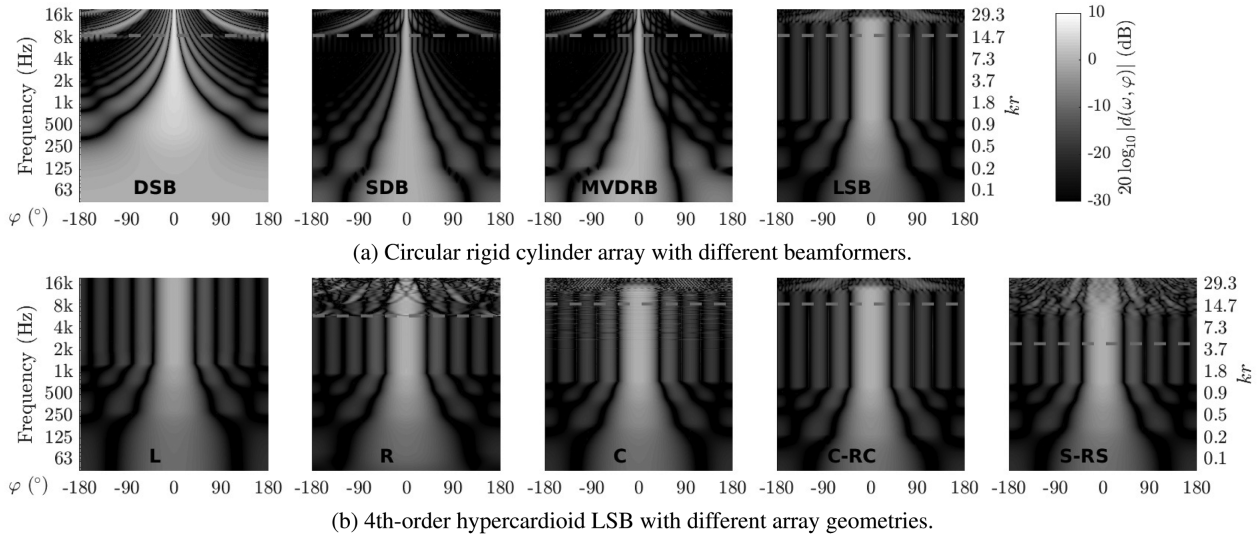 Frequency (Hz)
16k
8k
4k
2k
1k
500
250
125
63
DSB
SDB
MVDRB
LSB
29.3
14.7
7.3
3.7
1.8
0.9
0.5
0.2
0.1
kr
10
0
-10
-20
-30
20 log10 |d(ω, φ)| (dB)
φ (°) -180 -90 0 90 180 -180 -90 0 90 180 -180 -90 0 90 180 -180 -90 0 90 180
(a) Circular rigid cylinder array with different beamformers.
Frequency (Hz)
16k
8k
4k
2k
1k
500
250
125
63
L
R
C
C-RC
S-RS
29.3
14.7
7.3
3.7
1.8
0.9
0.5
0.2
0.1
kr
φ (°) -180 -90 0 90 180 -180 -90 0 90 180 -180 -90 0 90 180 -180 -90 0 90 180 -180 -90 0 90 180
(b) 4th-order hypercardioid LSB with different array geometries.